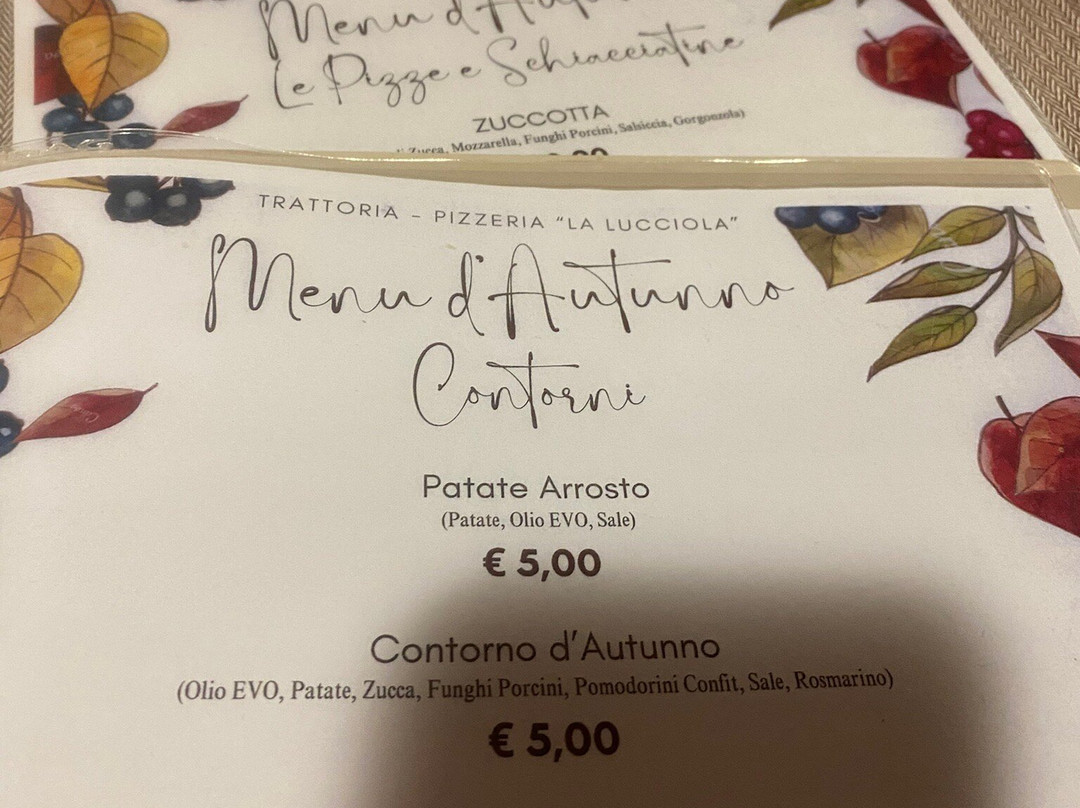 Menu d'Autunno
Le Pizze e Schiacciatine
ZUCCOTTA
Zucca, Mozzarella, Funghi Porcini, Salsiccia, Gorgonzola)
TRATTORIA – PIZZERIA “LA LUCCIOLA”
Menu d'Autunno
Contorni
Patate Arrosto
(Patate, Olio EVO, Sale)
€ 5,00
Contorno d'Autunno
(Olio EVO, Patate, Zucca, Funghi Porcini, Pomodorini Confit, Sale, Rosmarino)
€ 5,00